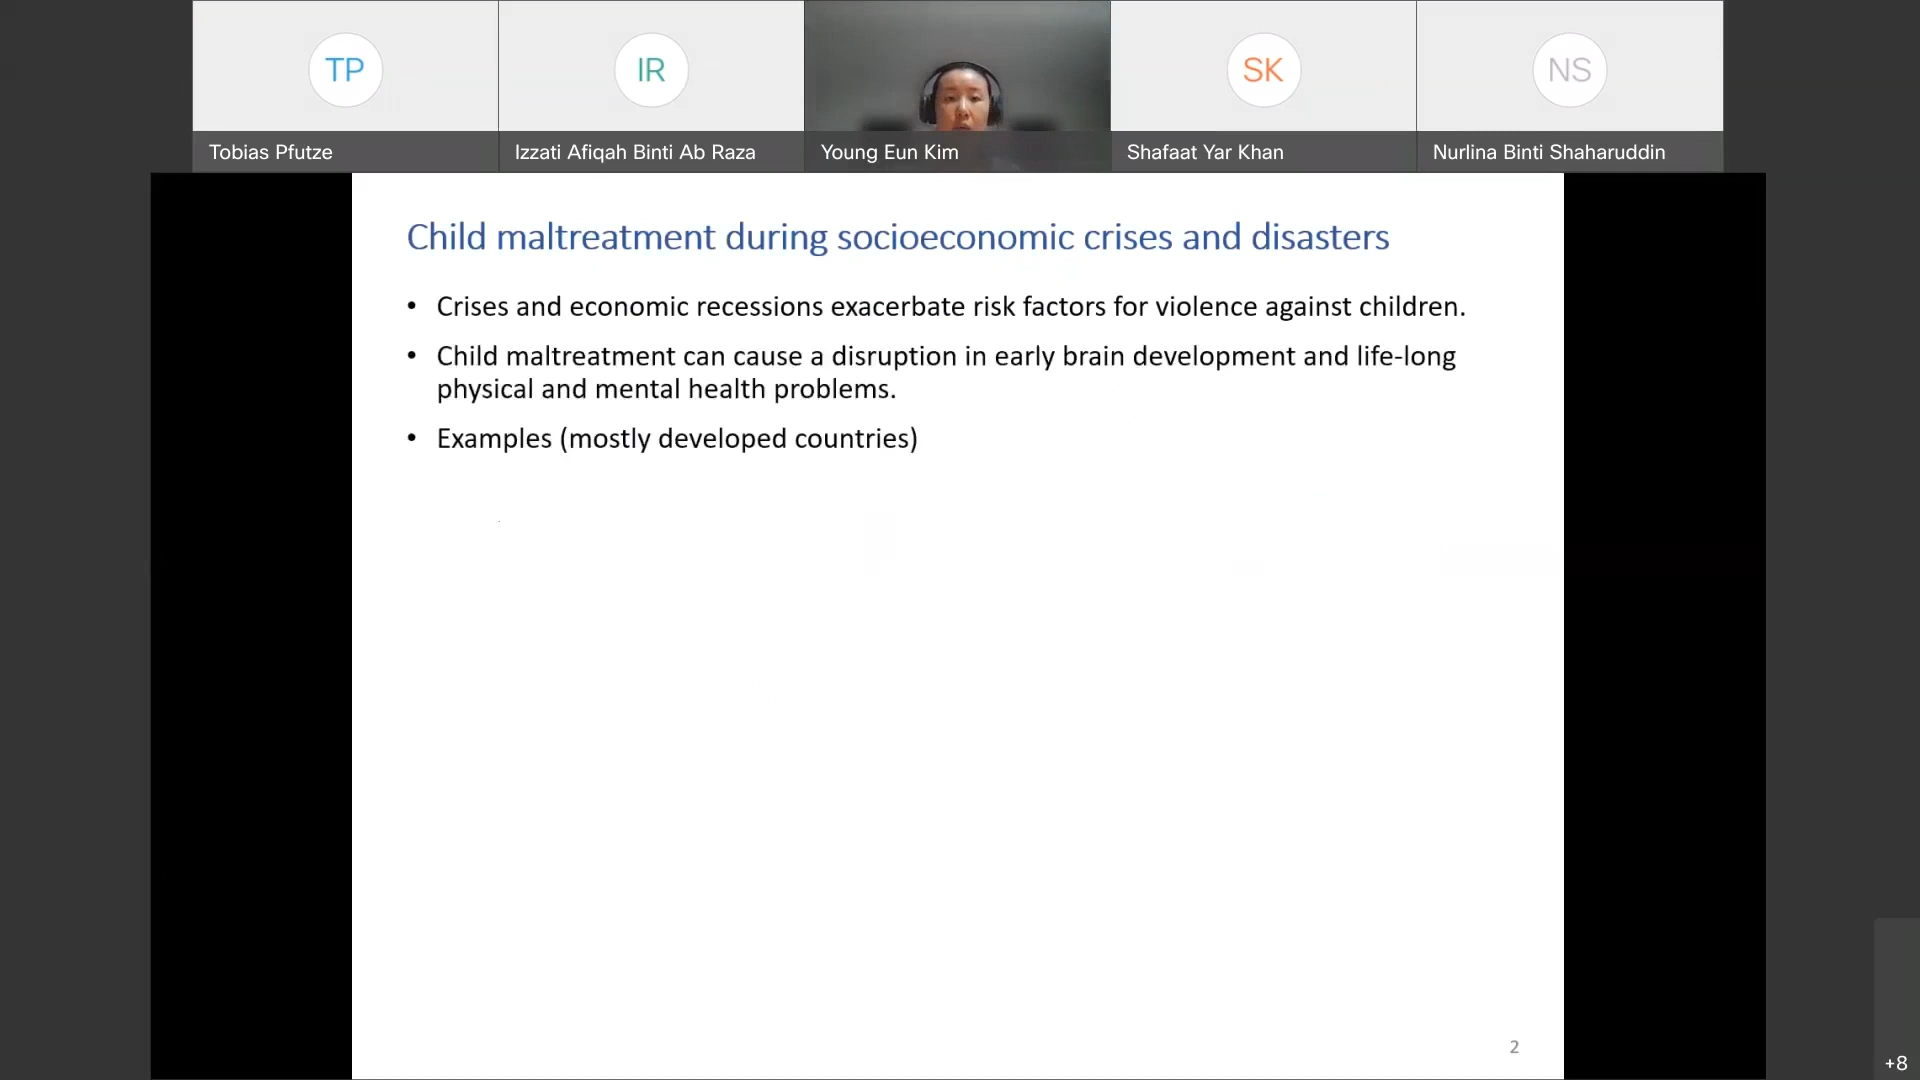 TP
IR
SK
NS
Tobias Pfutze
Izzati Afiqah Binti Ab Raza
Young Eun Kim
Shafaat Yar Khan
Nurlina Binti Shaharuddin
Child maltreatment during socioeconomic crises and disasters
• Crises and economic recessions exacerbate risk factors for violence against children.
• Child maltreatment can cause a disruption in early brain development and life-long
physical and mental health problems.
• Examples (mostly developed countries)
2
+8